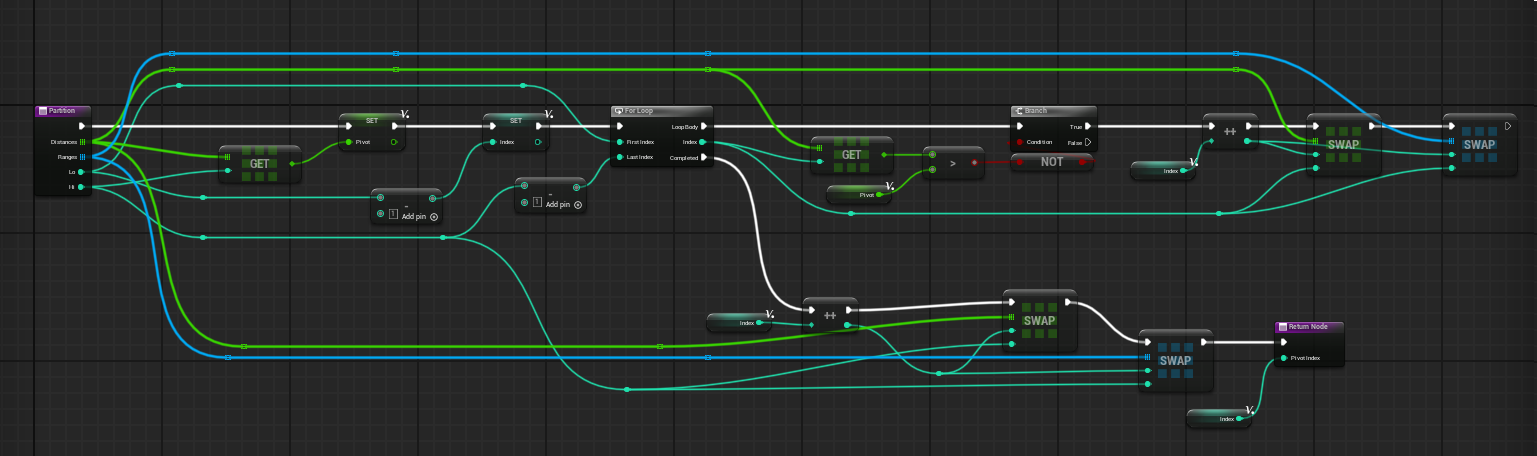 Partition
Distances
Ranges
Lo
Hi
GET
SET
Pivot
SET
Index
-
1 Add pin
-
1 Add pin
For Loop
Loop Body
First Index Index
Last Index Completed
GET
Pivot
>
Branch
True
Condition False
NOT
Index
++
SWAP
SWAP
Index
++
SWAP
SWAP
Return Node
Pivot Index
Index